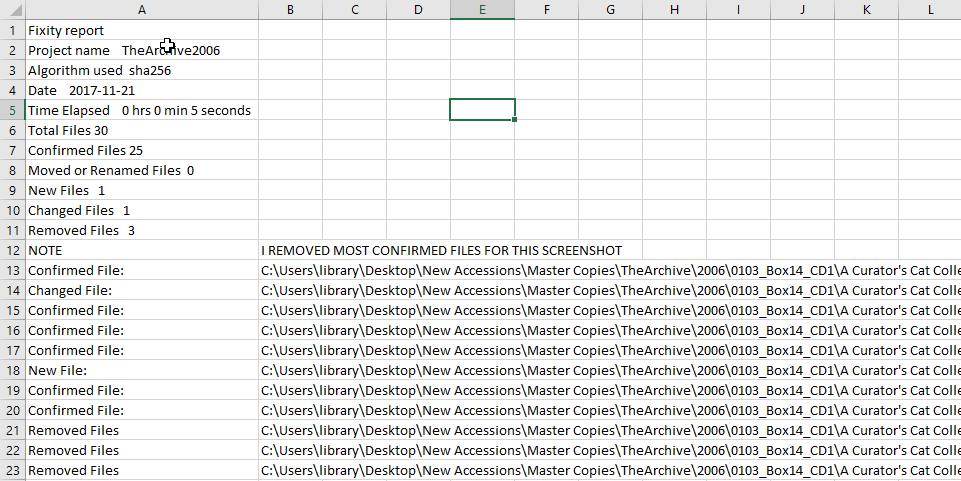 A B C D E F G H I J K L
1 Fixity report
2 Project name TheArchive2006
3 Algorithm used sha256
4 Date 2017-11-21
5 Time Elapsed 0 hrs 0 min 5 seconds
6 Total Files 30
7 Confirmed Files 25
8 Moved or Renamed Files 0
9 New Files 1
10 Changed Files 1
11 Removed Files 3
12 NOTE I REMOVED MOST CONFIRMED FILES FOR THIS SCREENSHOT
13 Confirmed File: C:\Users\library\Desktop\New Accessions\Master Copies\TheArchive\2006\0103_Box14_CD1\A Curator's Cat Colle
14 Changed File: C:\Users\library\Desktop\New Accessions\Master Copies\TheArchive\2006\0103_Box14_CD1\A Curator's Cat Colle
15 Confirmed File: C:\Users\library\Desktop\New Accessions\Master Copies\TheArchive\2006\0103_Box14_CD1\A Curator's Cat Colle
16 Confirmed File: C:\Users\library\Desktop\New Accessions\Master Copies\TheArchive\2006\0103_Box14_CD1\A Curator's Cat Colle
17 Confirmed File: C:\Users\library\Desktop\New Accessions\Master Copies\TheArchive\2006\0103_Box14_CD1\A Curator's Cat Colle
18 New File: C:\Users\library\Desktop\New Accessions\Master Copies\TheArchive\2006\0103_Box14_CD1\A Curator's Cat Colle
19 Confirmed File: C:\Users\library\Desktop\New Accessions\Master Copies\TheArchive\2006\0103_Box14_CD1\A Curator's Cat Colle
20 Confirmed File: C:\Users\library\Desktop\New Accessions\Master Copies\TheArchive\2006\0103_Box14_CD1\A Curator's Cat Colle
21 Removed Files C:\Users\library\Desktop\New Accessions\Master Copies\TheArchive\2006\0103_Box14_CD1\A Curator's Cat Colle
22 Removed Files C:\Users\library\Desktop\New Accessions\Master Copies\TheArchive\2006\0103_Box14_CD1\A Curator's Cat Colle
23 Removed Files C:\Users\library\Desktop\New Accessions\Master Copies\TheArchive\2006\0103_Box14_CD1\A Curator's Cat Colle